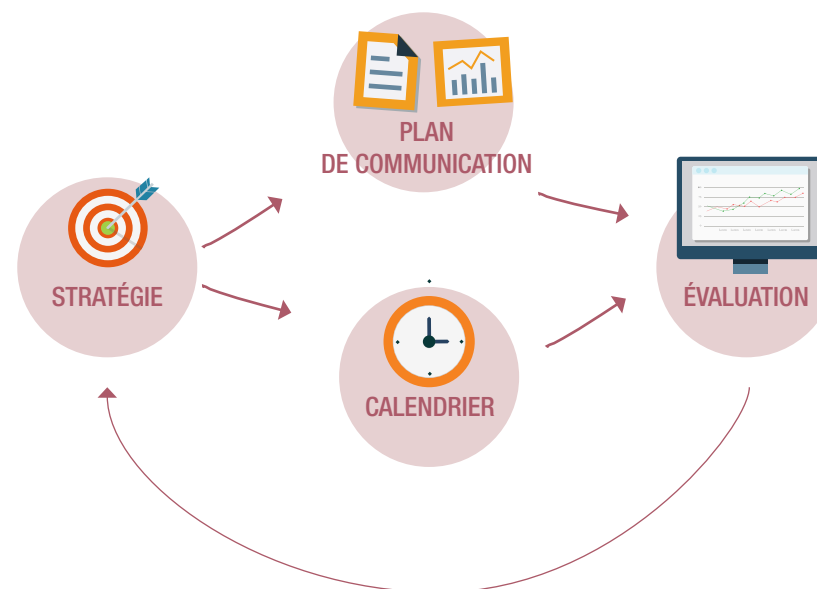 PLAN
DE COMMUNICATION
STRATÉGIE
ÉVALUATION
CALENDRIER